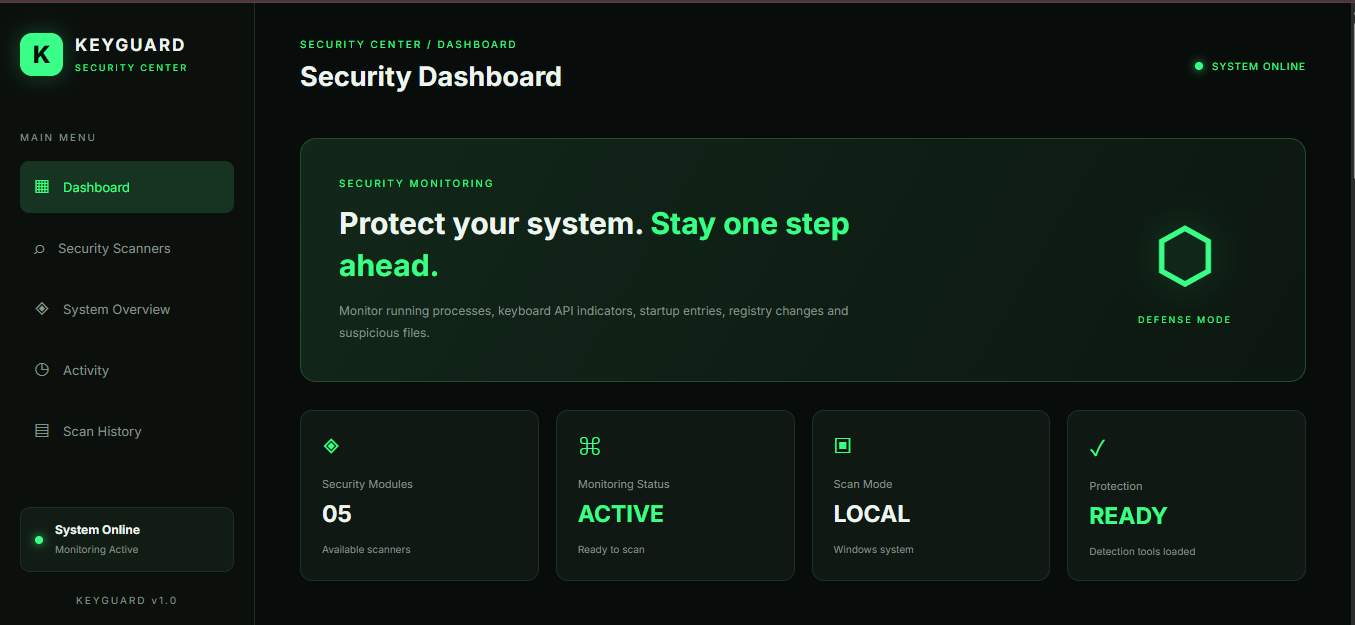 K
KEYGUARD
SECURITY CENTER
MAIN MENU
Dashboard
Security Scanners
System Overview
Activity
Scan History
System Online
Monitoring Active
KEYGUARD v1.0
SECURITY CENTER / DASHBOARD
Security Dashboard
SYSTEM ONLINE
SECURITY MONITORING
Protect your system. Stay one step
ahead.
Monitor running processes, keyboard API indicators, startup entries, registry changes and
suspicious files.
DEFENSE MODE
Security Modules
05
Available scanners
Monitoring Status
ACTIVE
Ready to scan
Scan Mode
LOCAL
Windows system
Protection
READY
Detection tools loaded